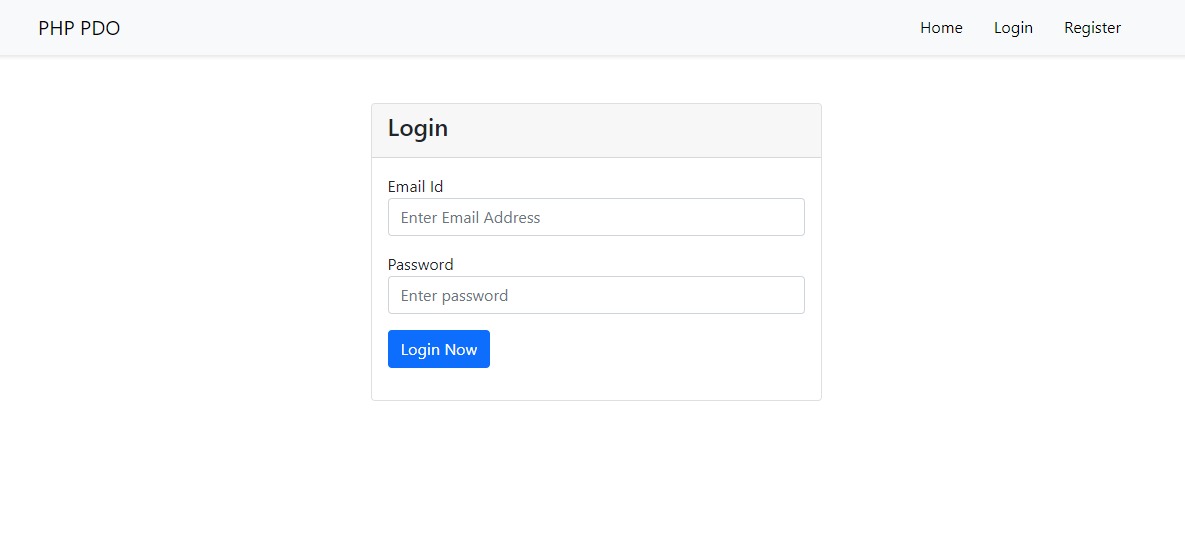 PHP PDO Home Login Register
Login
Email Id
Enter Email Address
Password
Enter password
Login Now